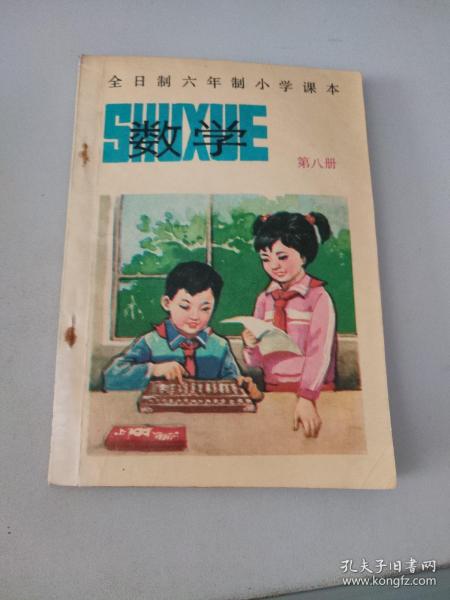 全日制六年制小学课本
SHUXUE
数学
第八册
孔夫子旧书网
www.kongfz.com